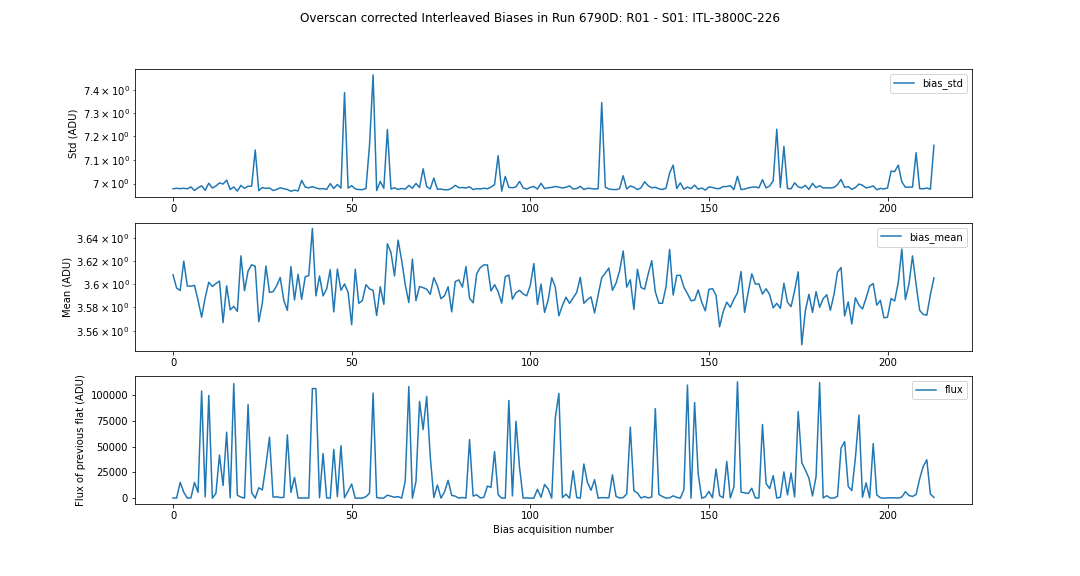 Overscan corrected Interleaved Biases in Run 6790D: R01 - S01: ITL-3800C-226
Std (ADU)
7.4 × 10⁰
7.3 × 10⁰
7.2 × 10⁰
7.1 × 10⁰
7 × 10⁰
bias_std
0 50 100 150 200
Mean (ADU)
3.64 × 10⁰
3.62 × 10⁰
3.6 × 10⁰
3.58 × 10⁰
3.56 × 10⁰
bias_mean
0 50 100 150 200
Flux of previous flat (ADU)
100000
75000
50000
25000
0
flux
0 50 100 150 200
Bias acquisition number